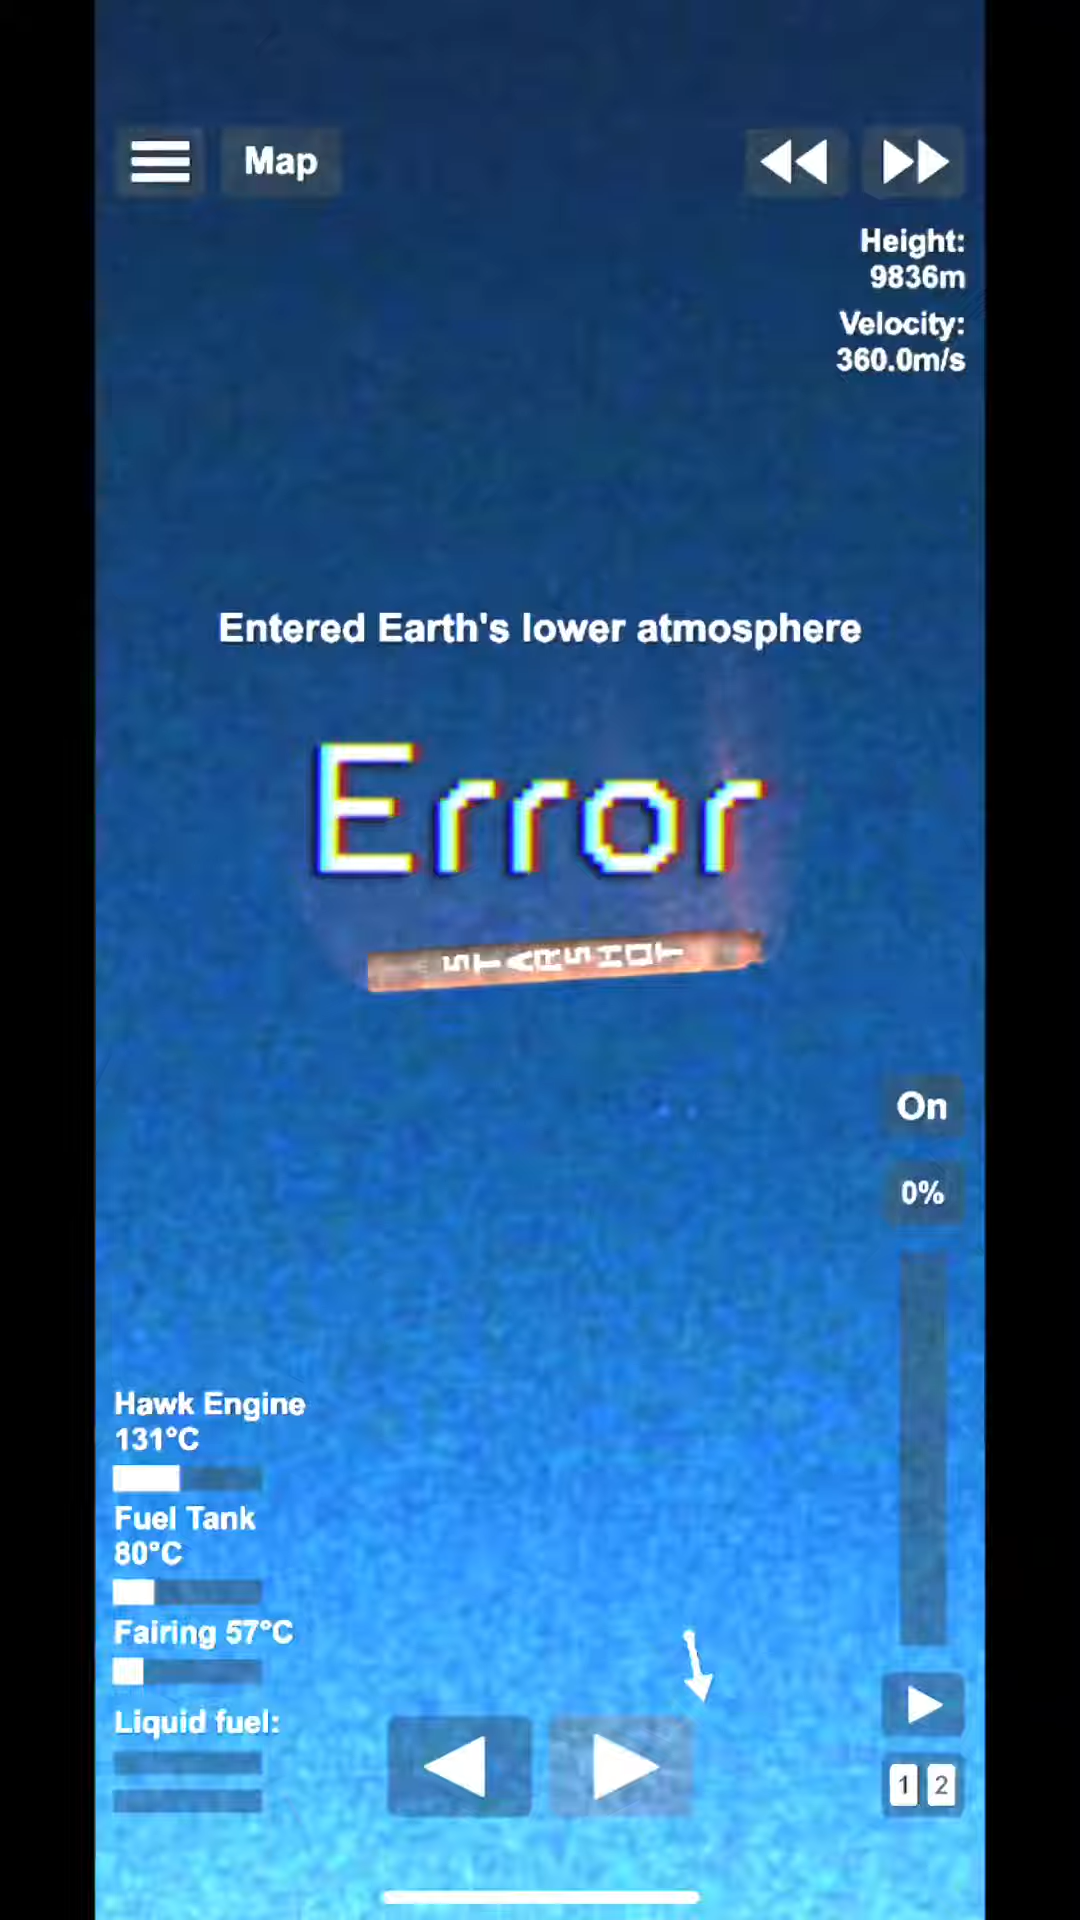 Map
Height:
9836m
Velocity:
360.0m/s
Entered Earth's lower atmosphere
Error
STARSHOT
On
0%
Hawk Engine
131°C
Fuel Tank
80°C
Fairing 57°C
Liquid fuel:
1 2